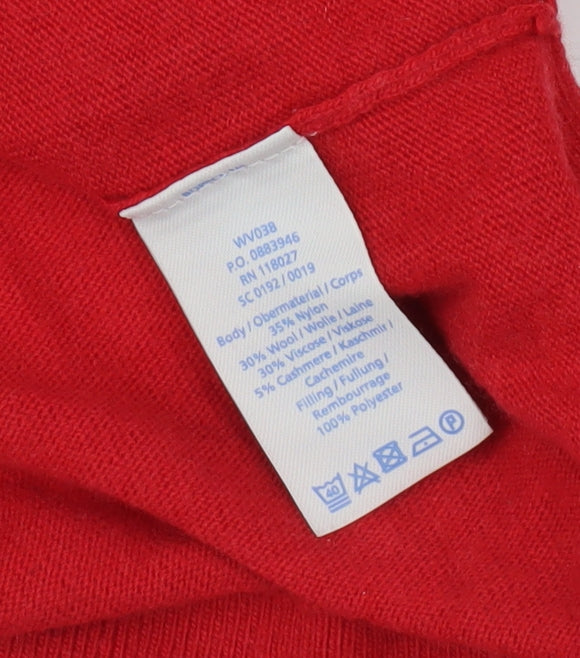 WV038
P.O. 0883946
RN 118027
SC 0192 / 0019
Body / Obermaterial / Corps
35% Nylon
30% Wool / Wolle / Laine
30% Viscose / Viskose
5% Cashmere / Kaschmir /
Cachemire
Filling / Füllung /
Rembourrage
100% Polyester
40
P